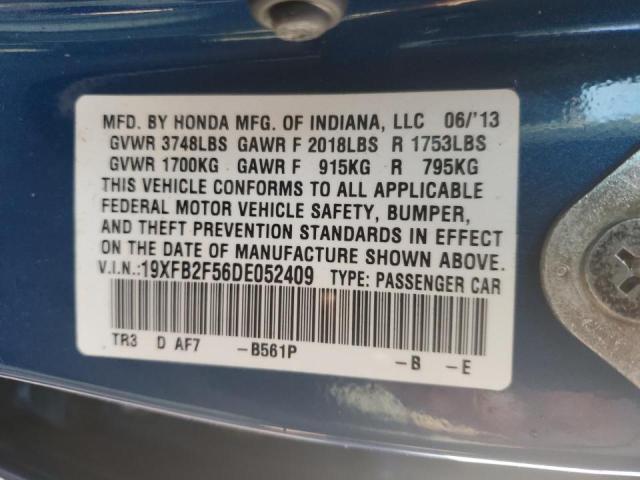 MFD. BY HONDA MFG. OF INDIANA, LLC 06/'13
GVWR 3748LBS GAWR F 2018LBS R 1753LBS
GVWR 1700KG GAWR F 915KG R 795KG
THIS VEHICLE CONFORMS TO ALL APPLICABLE
FEDERAL MOTOR VEHICLE SAFETY, BUMPER,
AND THEFT PREVENTION STANDARDS IN EFFECT
ON THE DATE OF MANUFACTURE SHOWN ABOVE.
V.I.N.:19XFB2F56DE052409 TYPE: PASSENGER CAR
TR3 D AF7 -B561P -B -E